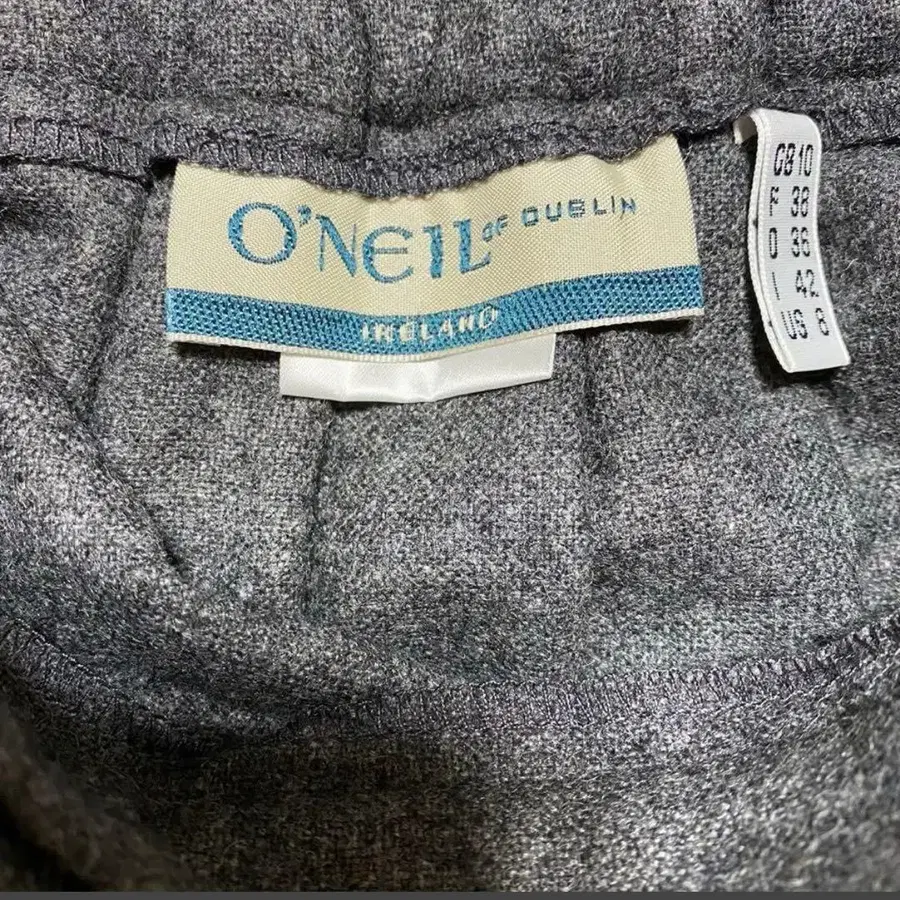 O'NEIL OF DUBLIN
IRELAND
GB 10
F 38
D 36
I 42
US 8